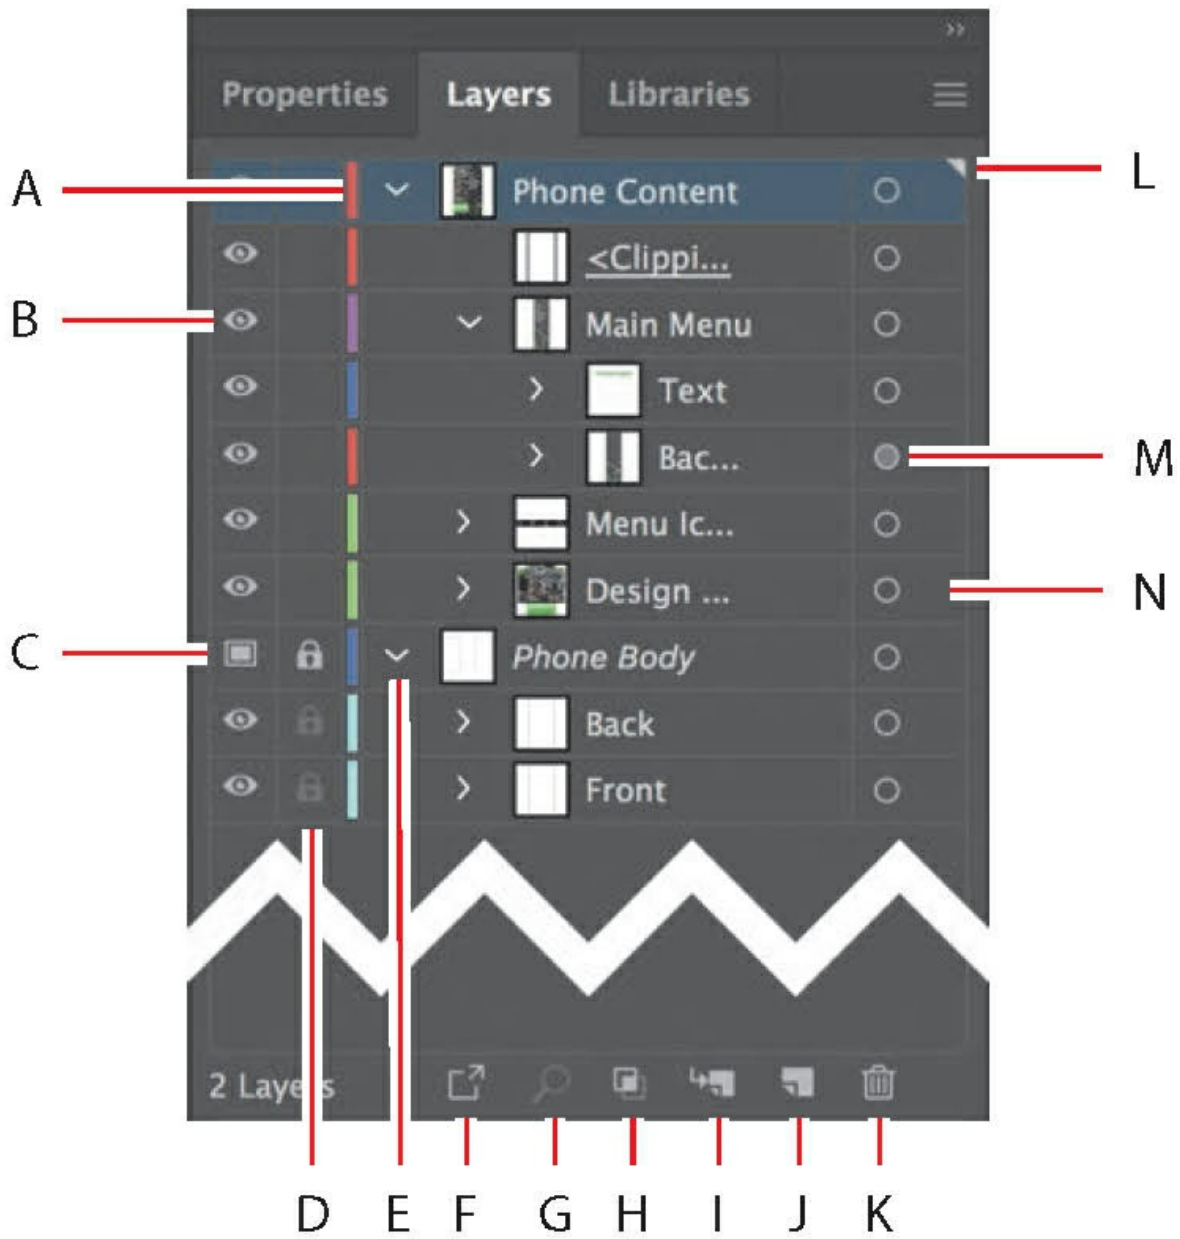 Properties Layers Libraries
A Phone Content L
<Clippi...
B Main Menu
Text
Bac... M
Menu Ic...
Design ... N
C Phone Body
Back
Front
2 Layers
D E F G H I J K